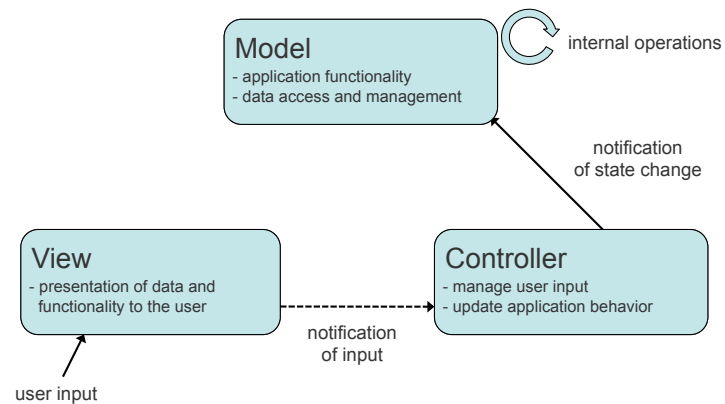 Model
- application functionality
- data access and management
internal operations
notification
of state change
View
- presentation of data and
functionality to the user
Controller
- manage user input
- update application behavior
notification
of input
user input